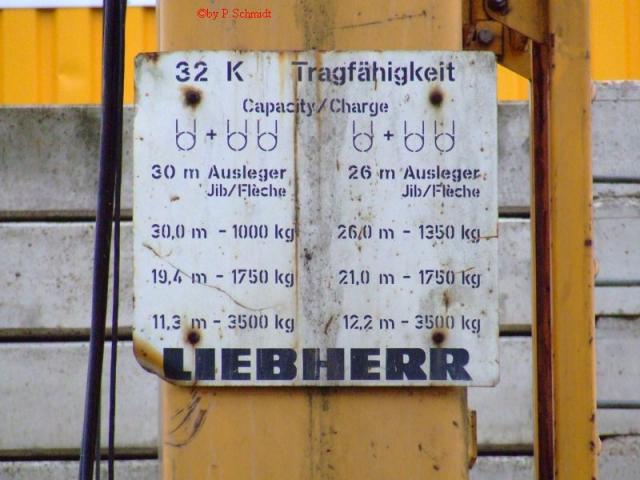 ©by P. Schmidt
32 K Tragfähigkeit
Capacity/Charge
+ +
30 m Ausleger 26 m Ausleger
Jib/Flèche Jib/Flèche
30,0 m - 1000 kg 26,0 m - 1350 kg
19,4 m - 1750 kg 21,0 m - 1750 kg
11,3 m - 3500 kg 12,2 m - 3500 kg
LIEBHERR